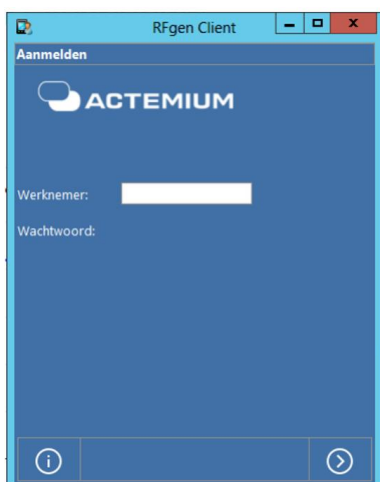 RFgen Client
Aanmelden
ACTEMIUM
Werknemer:
Wachtwoord: